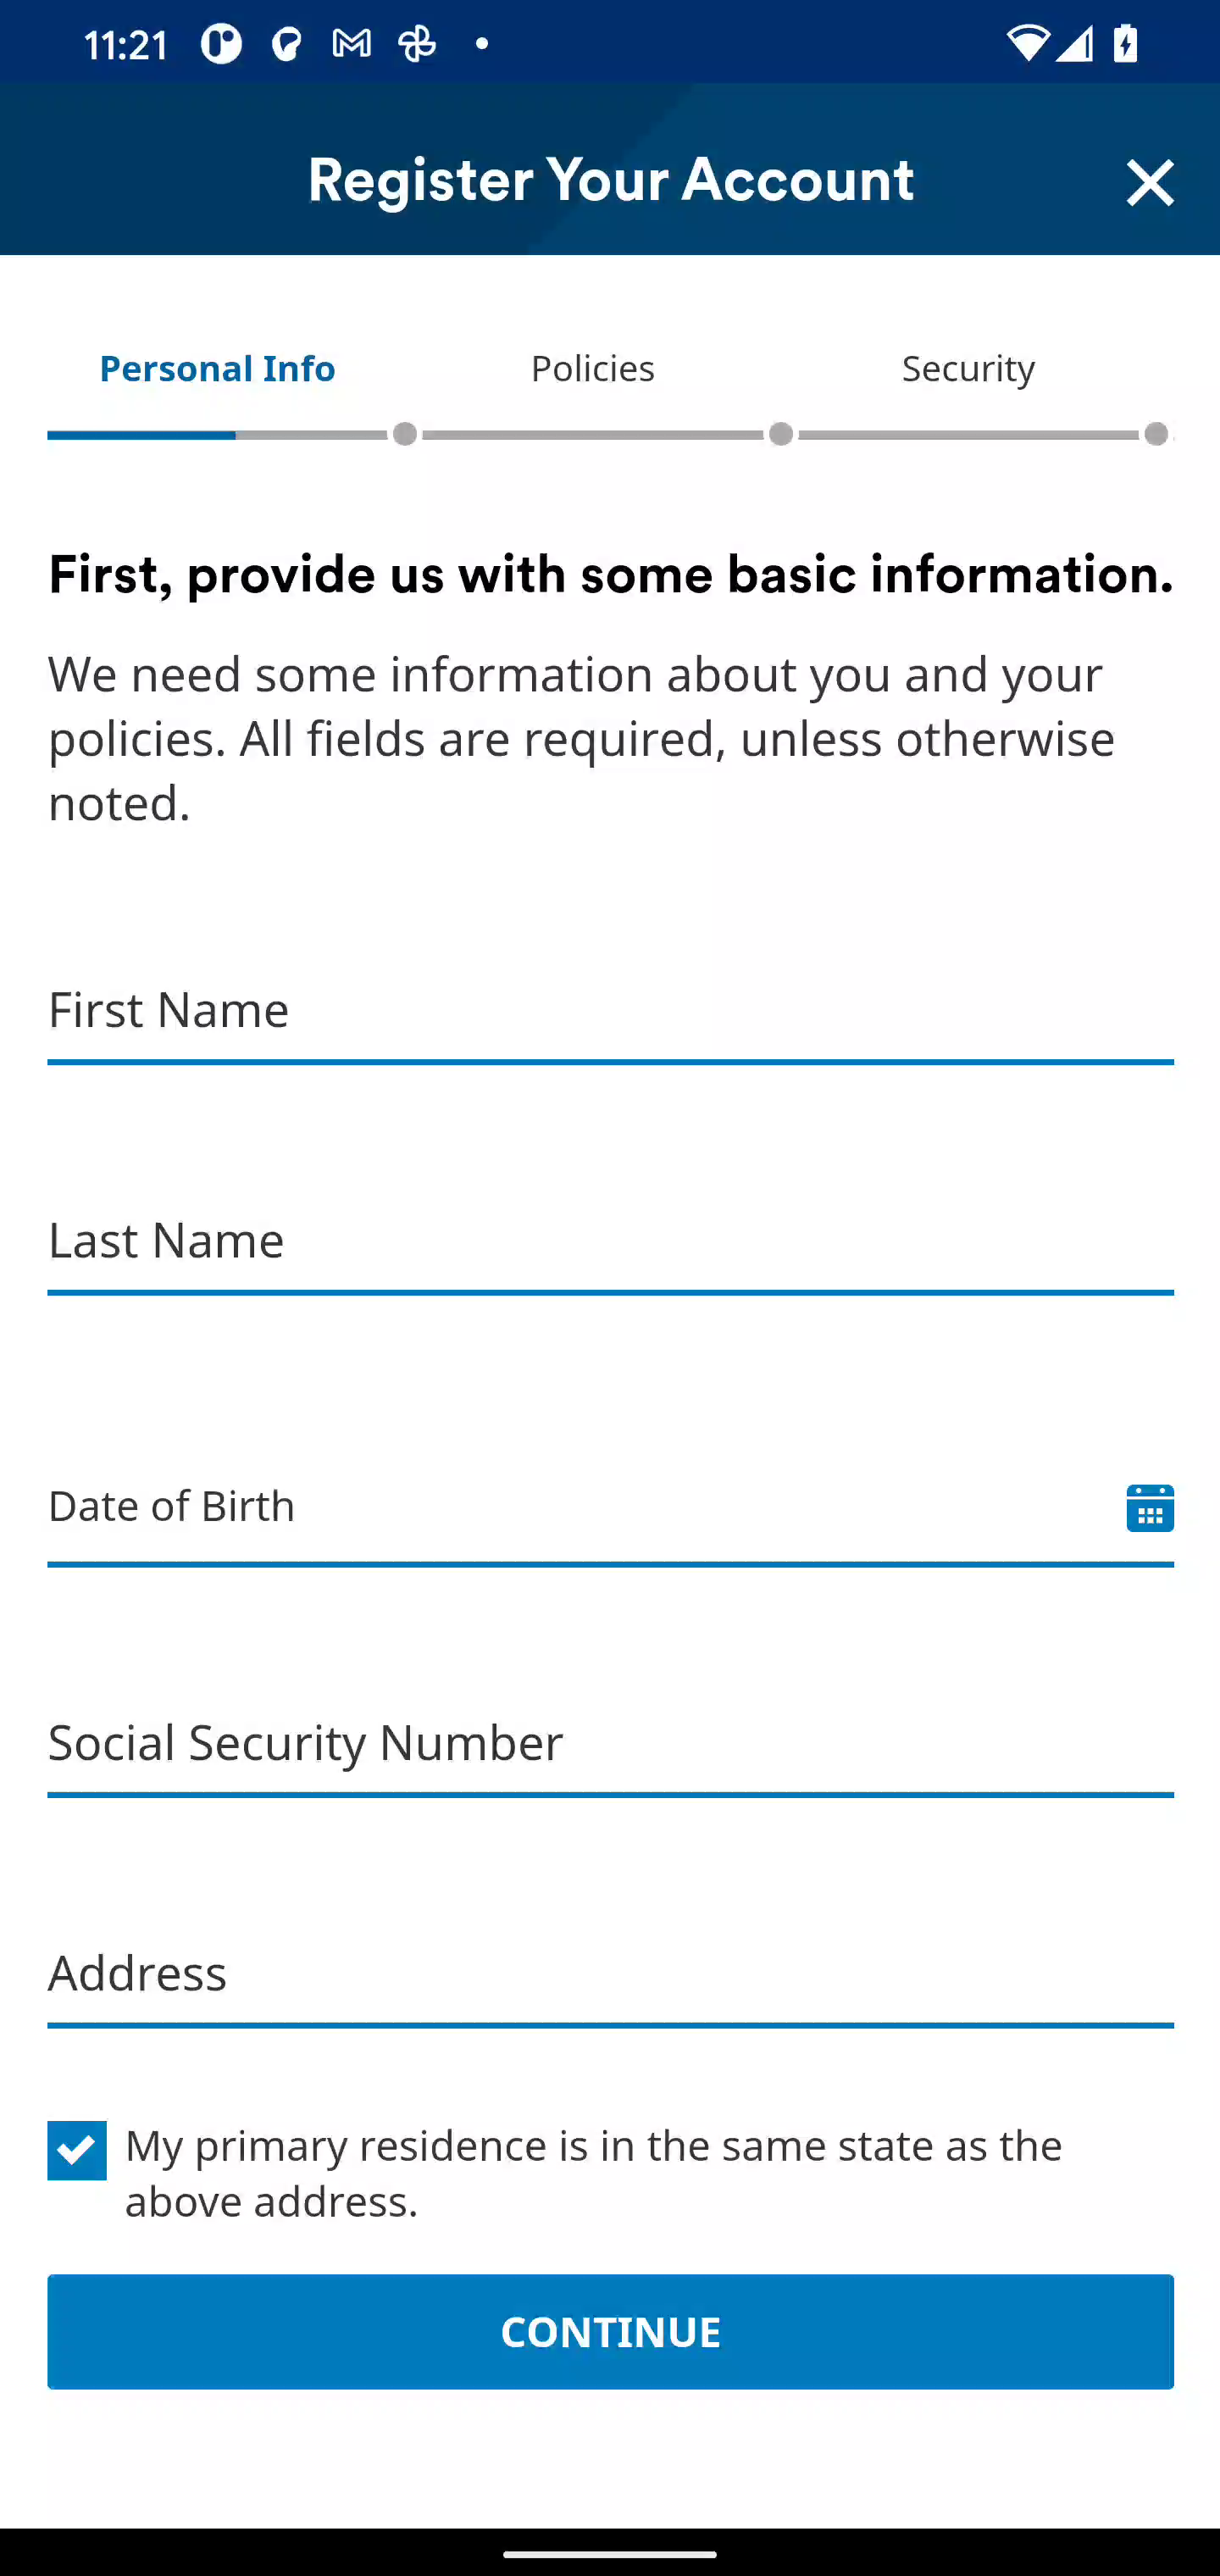 11:21
Register Your Account
Personal Info
Policies
Security
First, provide us with some basic information.
We need some information about you and your
policies. All fields are required, unless otherwise
noted.
First Name
Last Name
Date of Birth
Social Security Number
Address
My primary residence is in the same state as the
above address.
CONTINUE